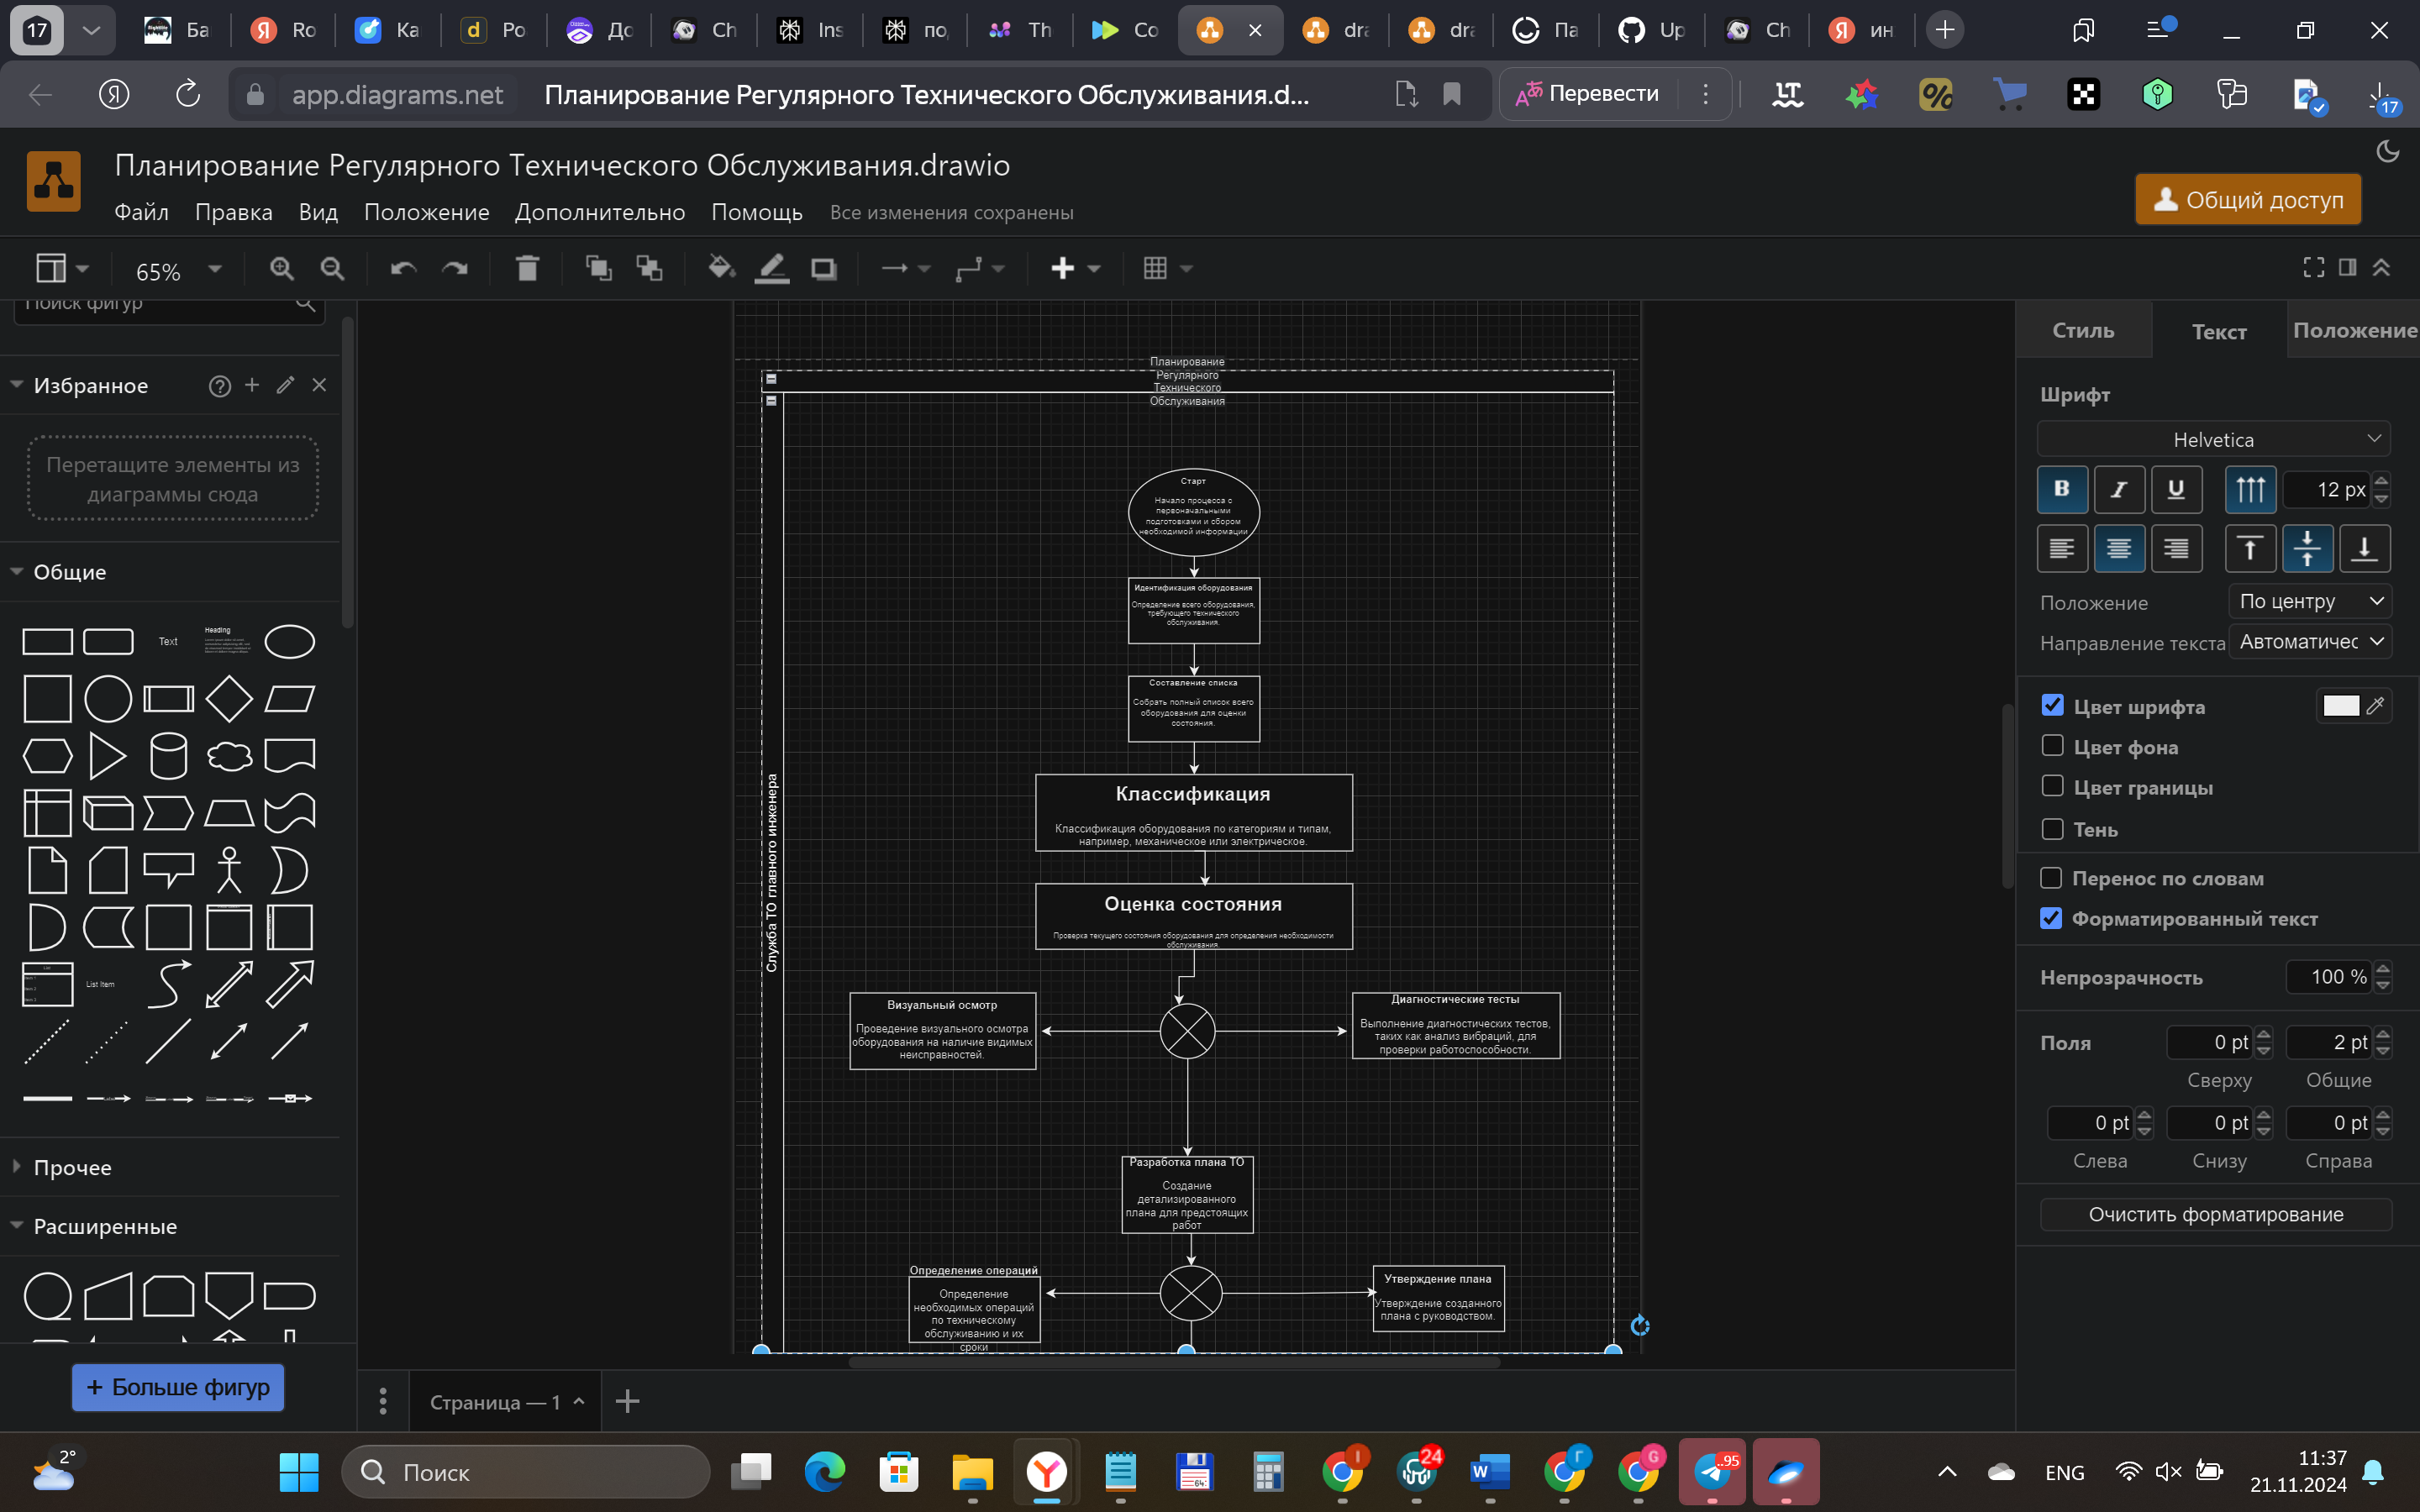 17
Ба
Ro
Ка
Ро
До
Ch
Ins
по
Th
Co
dra
dra
Па
Up
Ch
ин
app.diagrams.net
Планирование Регулярного Технического Обслуживания.d...
Перевести
17
Планирование Регулярного Технического Обслуживания.drawio
Файл Правка Вид Положение Дополнительно Помощь Все изменения сохранены
Общий доступ
65%
Поиск фигур
Избранное
Перетащите элементы из
диаграммы сюда
Общие
Text
Heading
List
List Item
Прочее
Расширенные
+ Больше фигур
Планирование
Регулярного
Технического
Обслуживания
Служба ТО главного инженера
Старт
Начало процесса с
первоначальными
подготовками и сбором
необходимой информации
Идентификация оборудования
Определение всего оборудования,
требующего технического
обслуживания.
Составление списка
Собрать полный список всего
оборудования для оценки
состояния.
Классификация
Классификация оборудования по категориям и типам,
например, механическое или электрическое.
Оценка состояния
Проверка текущего состояния оборудования для определения необходимости
обслуживания.
Визуальный осмотр
Проведение визуального осмотра
оборудования на наличие видимых
неисправностей.
Диагностические тесты
Выполнение диагностических тестов,
таких как анализ вибраций, для
проверки работоспособности.
Разработка плана ТО
Создание
детализированного
плана для предстоящих
работ
Определение операций
Определение
необходимых операций
по техническому
обслуживанию и их
сроки
Утверждение плана
Утверждение созданного
плана с руководством.
Страница — 1
Стиль Текст Положение
Шрифт
Helvetica
B I U 12 px
Положение По центру
Направление текста Автоматичес
Цвет шрифта
Цвет фона
Цвет границы
Тень
Перенос по словам
Форматированный текст
Непрозрачность 100 %
Поля 0 pt 2 pt
Сверху Общие
0 pt 0 pt 0 pt
Слева Снизу Справа
Очистить форматирование
2°
Поиск
24
..95
ENG
11:37
21.11.2024